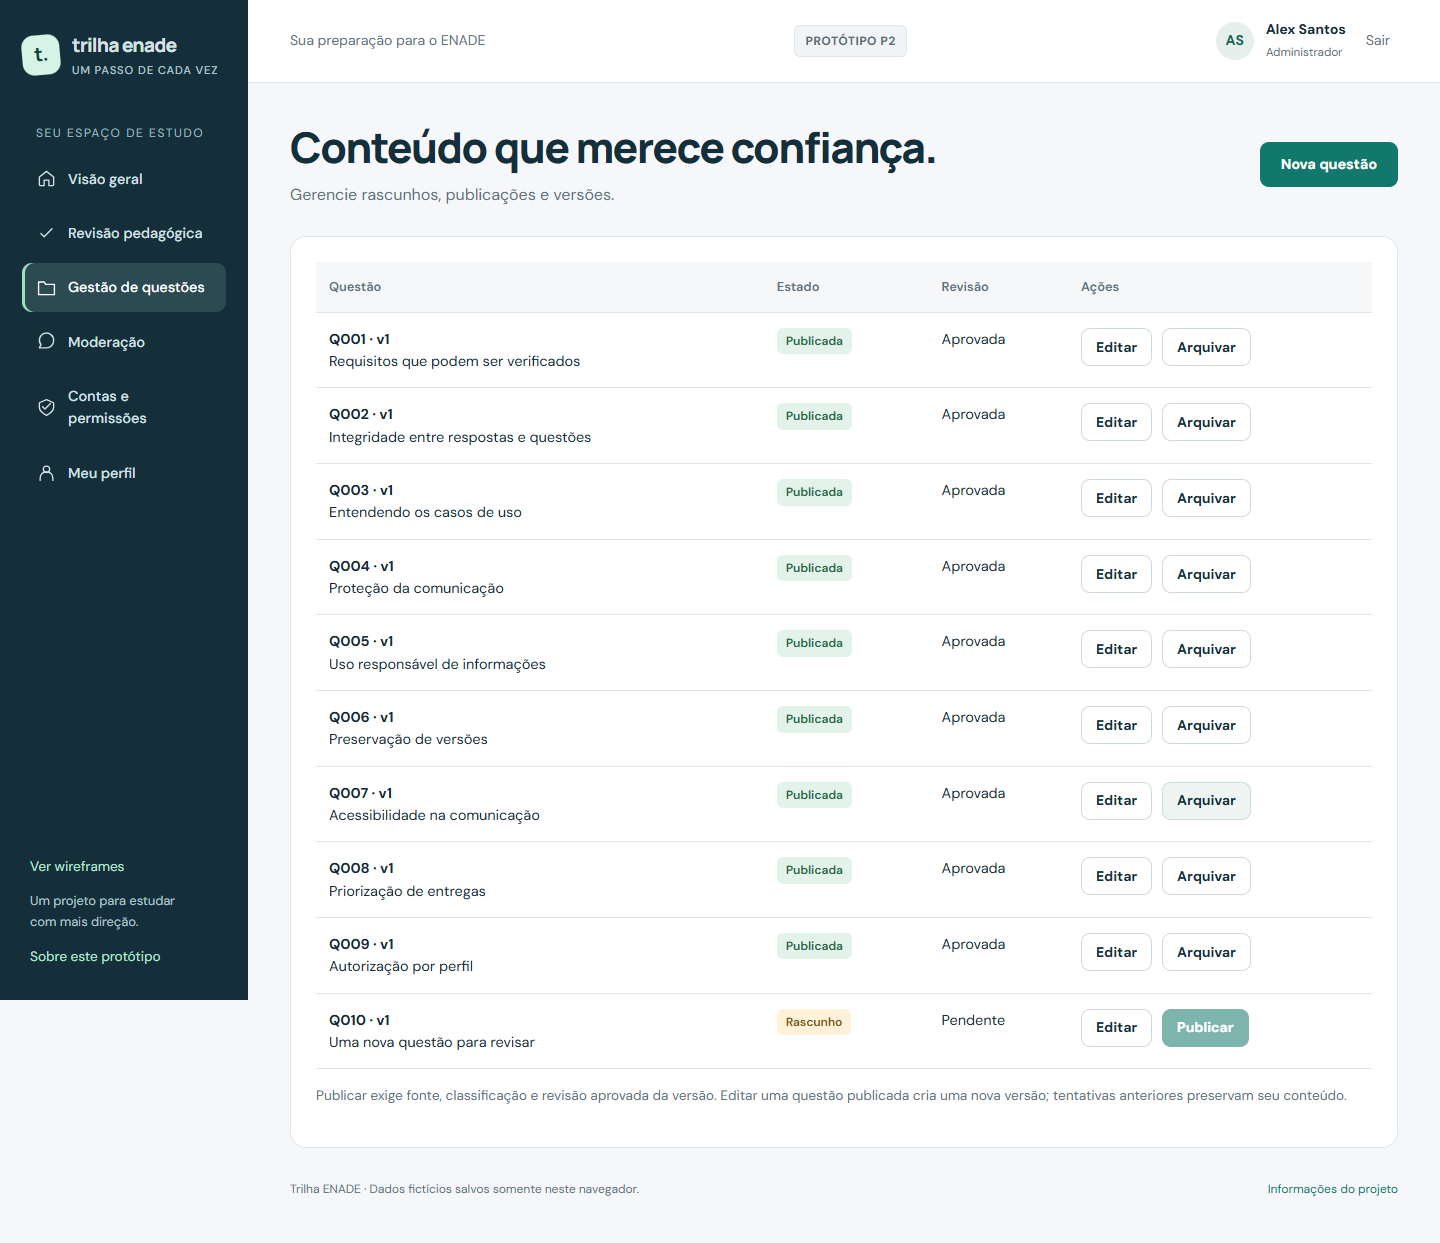 t.
trilha enade
UM PASSO DE CADA VEZ
SEU ESPAÇO DE ESTUDO
Visão geral
Revisão pedagógica
Gestão de questões
Moderação
Contas e
permissões
Meu perfil
Ver wireframes
Um projeto para estudar
com mais direção.
Sobre este protótipo
Sua preparação para o ENADE
PROTÓTIPO P2
AS
Alex Santos
Administrador
Sair
Conteúdo que merece confiança.
Gerencie rascunhos, publicações e versões.
Nova questão
Questão Estado Revisão Ações
Q001 · v1 Publicada Aprovada Editar Arquivar
Requisitos que podem ser verificados
Q002 · v1 Publicada Aprovada Editar Arquivar
Integridade entre respostas e questões
Q003 · v1 Publicada Aprovada Editar Arquivar
Entendendo os casos de uso
Q004 · v1 Publicada Aprovada Editar Arquivar
Proteção da comunicação
Q005 · v1 Publicada Aprovada Editar Arquivar
Uso responsável de informações
Q006 · v1 Publicada Aprovada Editar Arquivar
Preservação de versões
Q007 · v1 Publicada Aprovada Editar Arquivar
Acessibilidade na comunicação
Q008 · v1 Publicada Aprovada Editar Arquivar
Priorização de entregas
Q009 · v1 Publicada Aprovada Editar Arquivar
Autorização por perfil
Q010 · v1 Rascunho Pendente Editar Publicar
Uma nova questão para revisar
Publicar exige fonte, classificação e revisão aprovada da versão. Editar uma questão publicada cria uma nova versão; tentativas anteriores preservam seu conteúdo.
Trilha ENADE · Dados fictícios salvos somente neste navegador.
Informações do projeto